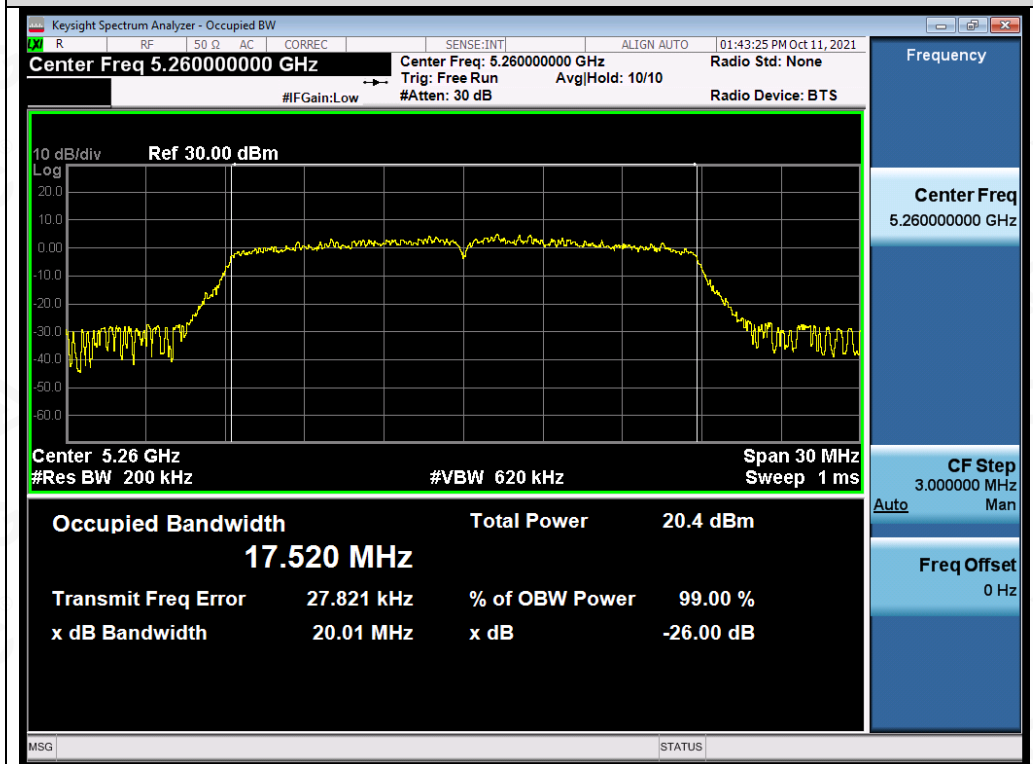 Keysight Spectrum Analyzer - Occupied BW
LXI R RF 50 Ω AC CORREC SENSE:INT ALIGN AUTO 01:43:25 PM Oct 11, 2021
Center Freq 5.260000000 GHz
Center Freq: 5.260000000 GHz Radio Std: None
Trig: Free Run Avg|Hold: 10/10
#IFGain:Low #Atten: 30 dB Radio Device: BTS
10 dB/div Ref 30.00 dBm
Log
20.0
10.0
0.00
-10.0
-20.0
-30.0
-40.0
-50.0
-60.0
Center 5.26 GHz Span 30 MHz
#Res BW 200 kHz #VBW 620 kHz Sweep 1 ms
Occupied Bandwidth Total Power 20.4 dBm
17.520 MHz
Transmit Freq Error 27.821 kHz % of OBW Power 99.00 %
x dB Bandwidth 20.01 MHz x dB -26.00 dB
MSG STATUS
Frequency
Center Freq
5.260000000 GHz
CF Step
3.000000 MHz
Auto Man
Freq Offset
0 Hz